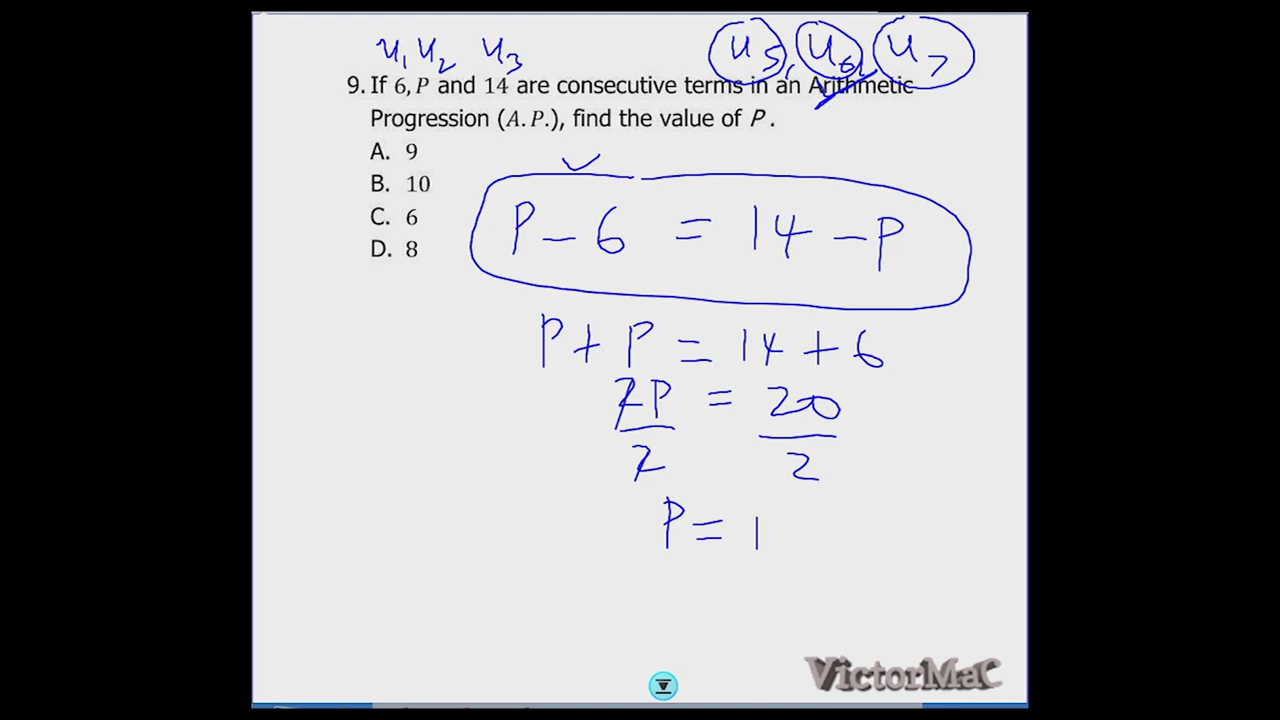 u₁ u₂ u₃ u₅, u₆, u₇
9. If 6, P and 14 are consecutive terms in an Arithmetic
Progression (A. P.), find the value of P.
A. 9
B. 10
C. 6
D. 8
P - 6 = 14 - P
P + P = 14 + 6
2P = 20
2 2
P = 1
VictorMaC